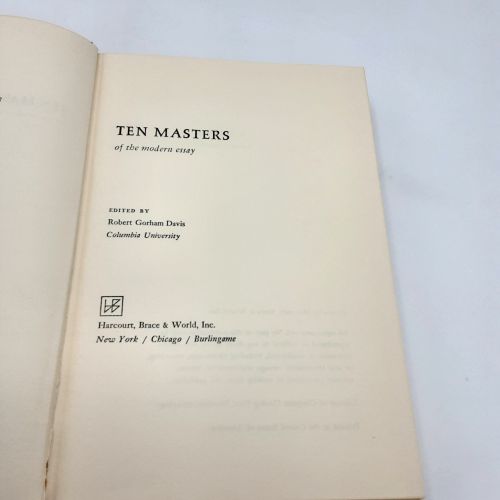 TEN MASTERS
of the modern essay
EDITED BY
Robert Gorham Davis
Columbia University
Harcourt, Brace & World, Inc.
New York / Chicago / Burlingame